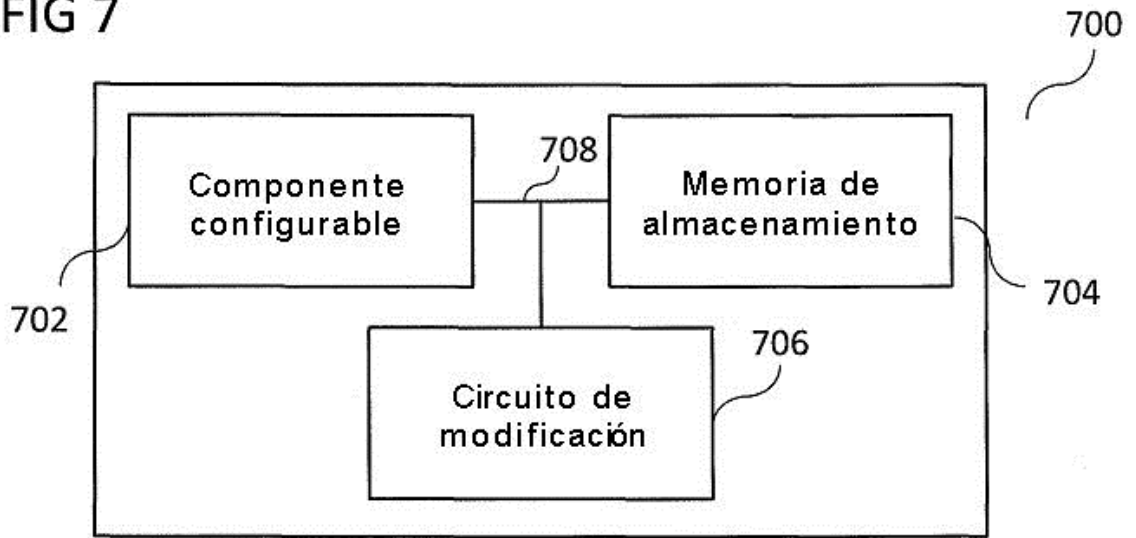 FIG 7
700
Componente
configurable
708
Memoria de
almacenamiento
702
704
706
Circuito de
modificación